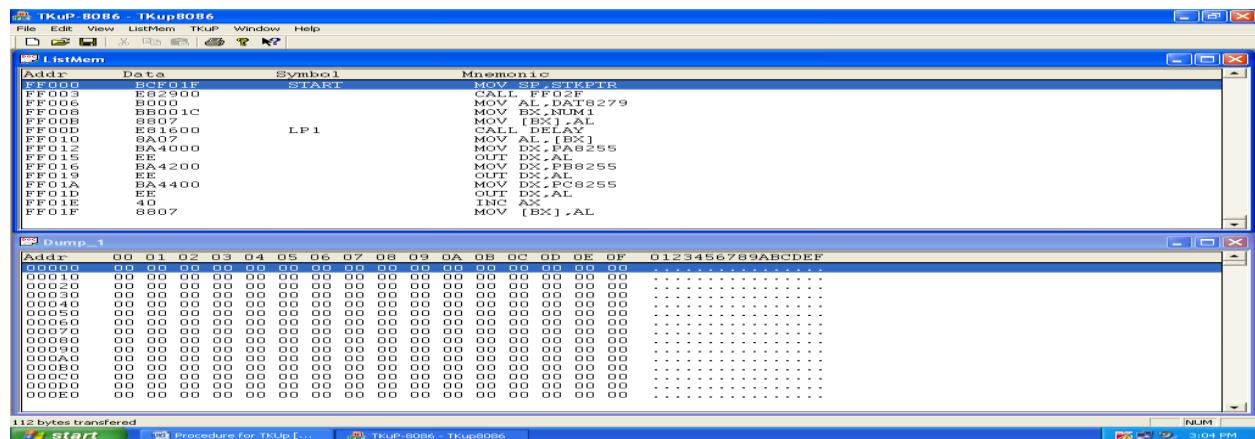 TKuP-8086 - TKup8086
File Edit View ListMem TKuP Window Help
ListMem
Addr Data Symbol Mnemonic
FF000 BCF01F START MOV SP,STKPTR
FF003 E82900 CALL FF02F
FF006 B000 MOV AL,DAT8279
FF008 BB001C MOV BX,NUM1
FF00B 8807 MOV [BX],AL
FF00D E81600 LP1 CALL DELAY
FF010 8A07 MOV AL,[BX]
FF012 BA4000 MOV DX,PA8255
FF015 EE OUT DX,AL
FF016 BA4200 MOV DX,PB8255
FF019 EE OUT DX,AL
FF01A BA4400 MOV DX,PC8255
FF01D EE OUT DX,AL
FF01E 40 INC AX
FF01F 8807 MOV [BX],AL
Dump_1
Addr 00 01 02 03 04 05 06 07 08 09 0A 0B 0C 0D 0E 0F 0123456789ABCDEF
00000 00 00 00 00 00 00 00 00 00 00 00 00 00 00 00 00 ................
00010 00 00 00 00 00 00 00 00 00 00 00 00 00 00 00 00 ................
00020 00 00 00 00 00 00 00 00 00 00 00 00 00 00 00 00 ................
00030 00 00 00 00 00 00 00 00 00 00 00 00 00 00 00 00 ................
00040 00 00 00 00 00 00 00 00 00 00 00 00 00 00 00 00 ................
00050 00 00 00 00 00 00 00 00 00 00 00 00 00 00 00 00 ................
00060 00 00 00 00 00 00 00 00 00 00 00 00 00 00 00 00 ................
00070 00 00 00 00 00 00 00 00 00 00 00 00 00 00 00 00 ................
00080 00 00 00 00 00 00 00 00 00 00 00 00 00 00 00 00 ................
00090 00 00 00 00 00 00 00 00 00 00 00 00 00 00 00 00 ................
000A0 00 00 00 00 00 00 00 00 00 00 00 00 00 00 00 00 ................
000B0 00 00 00 00 00 00 00 00 00 00 00 00 00 00 00 00 ................
000C0 00 00 00 00 00 00 00 00 00 00 00 00 00 00 00 00 ................
000D0 00 00 00 00 00 00 00 00 00 00 00 00 00 00 00 00 ................
000E0 00 00 00 00 00 00 00 00 00 00 00 00 00 00 00 00 ................
112 bytes transfered NUM
start Procedure for TKUp [... TKuP-8086 - TKup8086 3:04 PM